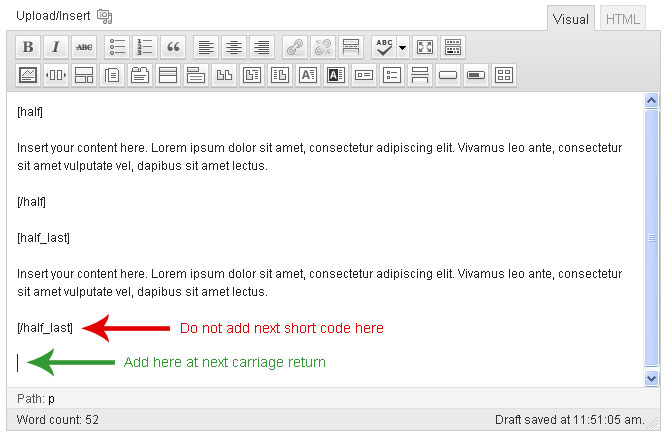 Upload/Insert
Visual HTML
B I ABC ABC
A A
[half]
Insert your content here. Lorem ipsum dolor sit amet, consectetur adipiscing elit. Vivamus leo ante, consectetur
sit amet vulputate vel, dapibus sit amet lectus.
[/half]
[half_last]
Insert your content here. Lorem ipsum dolor sit amet, consectetur adipiscing elit. Vivamus leo ante, consectetur
sit amet vulputate vel, dapibus sit amet lectus.
[/half_last] Do not add next short code here
Add here at next carriage return
Path: p
Word count: 52 Draft saved at 11:51:05 am.